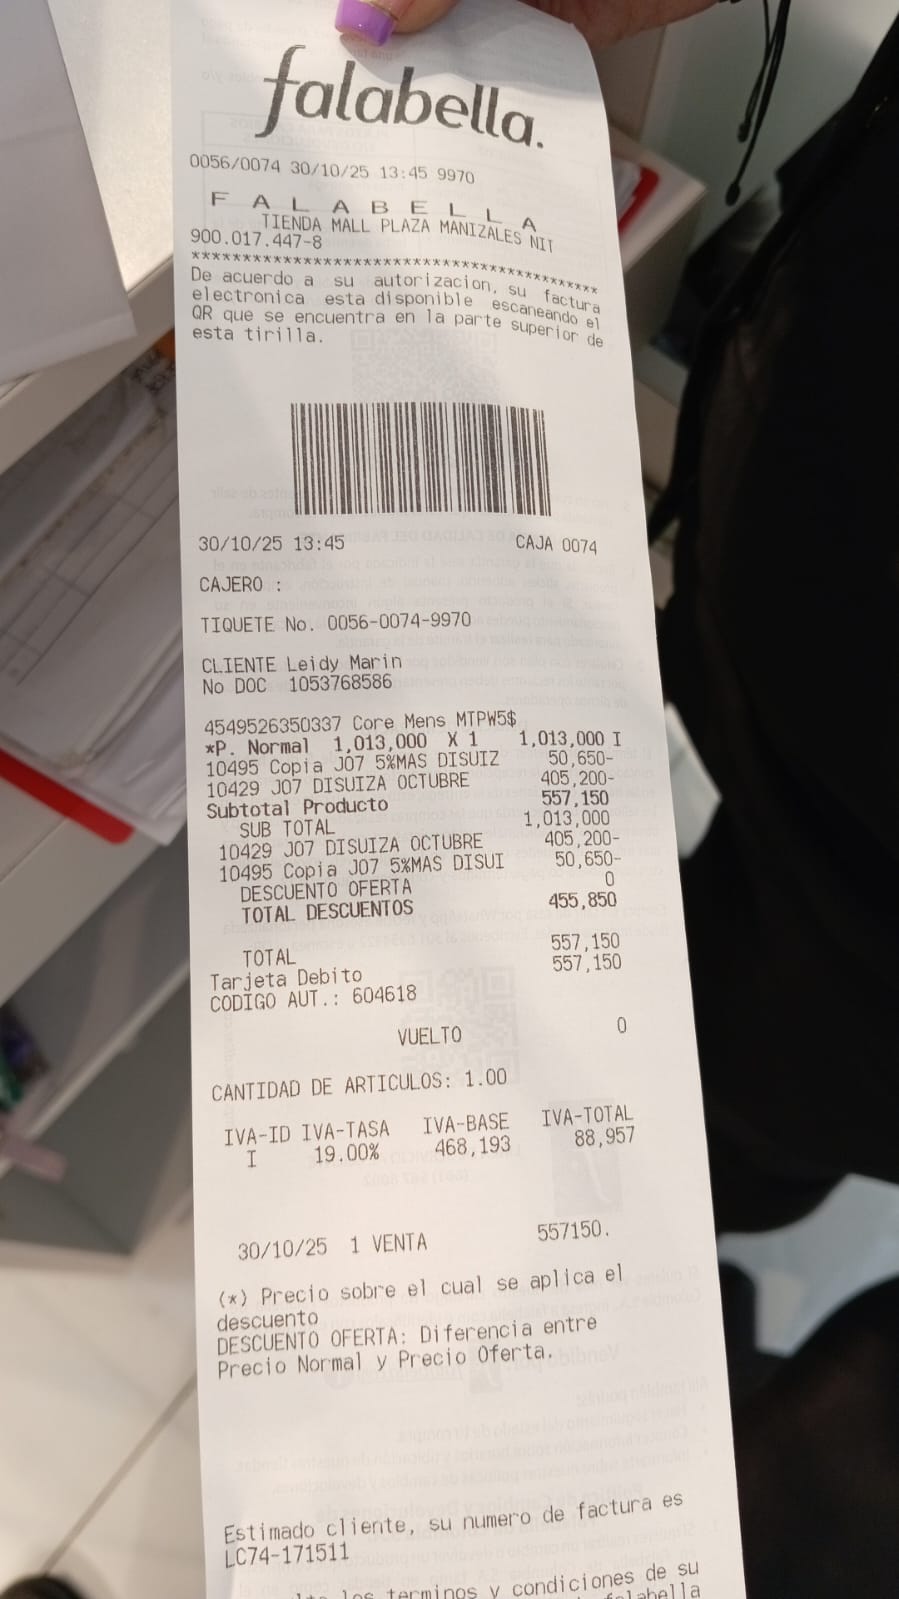 falabella.
0056/0074 30/10/25 13:45 9970
F A L A B E L L A
TIENDA MALL PLAZA MANIZALES NIT
900.017.447-8
******************************************
De acuerdo a su autorizacion, su factura
electronica esta disponible escaneando el
QR que se encuentra en la parte superior de
esta tirilla.
30/10/25 13:45 CAJA 0074
CAJERO :
TIQUETE No. 0056-0074-9970
CLIENTE Leidy Marin
No DOC 1053768586
4549526350337 Core Mens MTPW5$
*P. Normal 1,013,000 X 1 1,013,000 I
10495 Copia J07 5%MAS DISUIZ 50,650-
10429 J07 DISUIZA OCTUBRE 405,200-
Subtotal Producto 557,150
SUB TOTAL 1,013,000
10429 J07 DISUIZA OCTUBRE 405,200-
10495 Copia J07 5%MAS DISUI 50,650-
DESCUENTO OFERTA 0
TOTAL DESCUENTOS 455,850
TOTAL 557,150
Tarjeta Debito 557,150
CODIGO AUT.: 604618
VUELTO 0
CANTIDAD DE ARTICULOS: 1.00
IVA-ID IVA-TASA IVA-BASE IVA-TOTAL
I 19.00% 468,193 88,957
30/10/25 1 VENTA 557150.
(*) Precio sobre el cual se aplica el
descuento
DESCUENTO OFERTA: Diferencia entre
Precio Normal y Precio Oferta.
Estimado cliente, su numero de factura es
LC74-171511
los terminos y condiciones de su
falabella